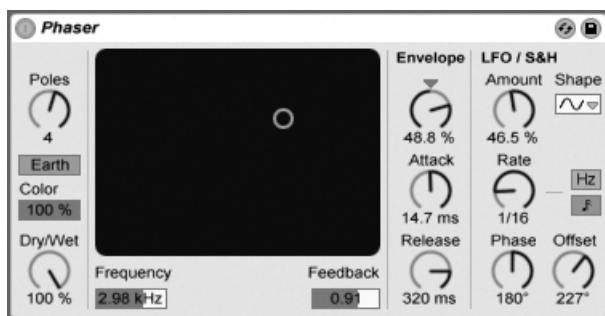 Phaser
Poles
4
Earth
Color
100 %
Dry/Wet
100 %
Frequency
2.98 kHz
Feedback
0.91
Envelope
48.8 %
Attack
14.7 ms
Release
320 ms
LFO / S&H
Amount
46.5 %
Shape
Rate
1/16
Hz
Phase
180°
Offset
227°